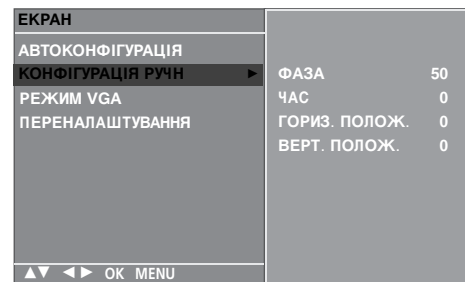 ЕКРАН
АВТОКОНФІГУРАЦІЯ
КОНФІГУРАЦІЯ РУЧН ►
РЕЖИМ VGA
ПЕРЕНАЛАШТУВАННЯ
ФАЗА 50
ЧАС 0
ГОРИЗ. ПОЛОЖ. 0
ВЕРТ. ПОЛОЖ. 0
▲▼ ◄► OK MENU